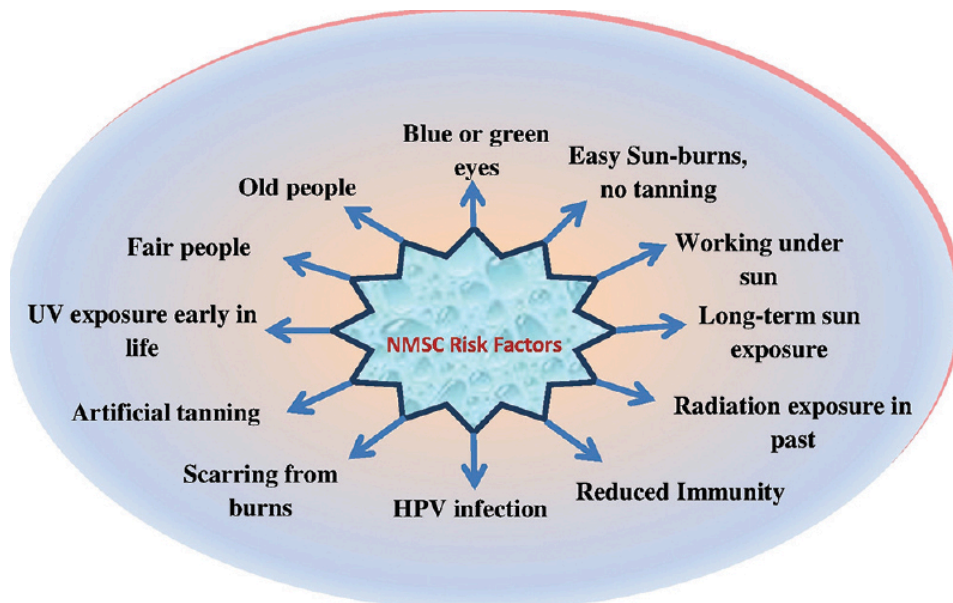 Blue or green
eyes
Easy Sun-burns,
no tanning
Old people
Working under
sun
Fair people
Long-term sun
exposure
UV exposure early in
life
NMSC Risk Factors
Radiation exposure in
past
Artificial tanning
Reduced Immunity
Scarring from
burns
HPV infection